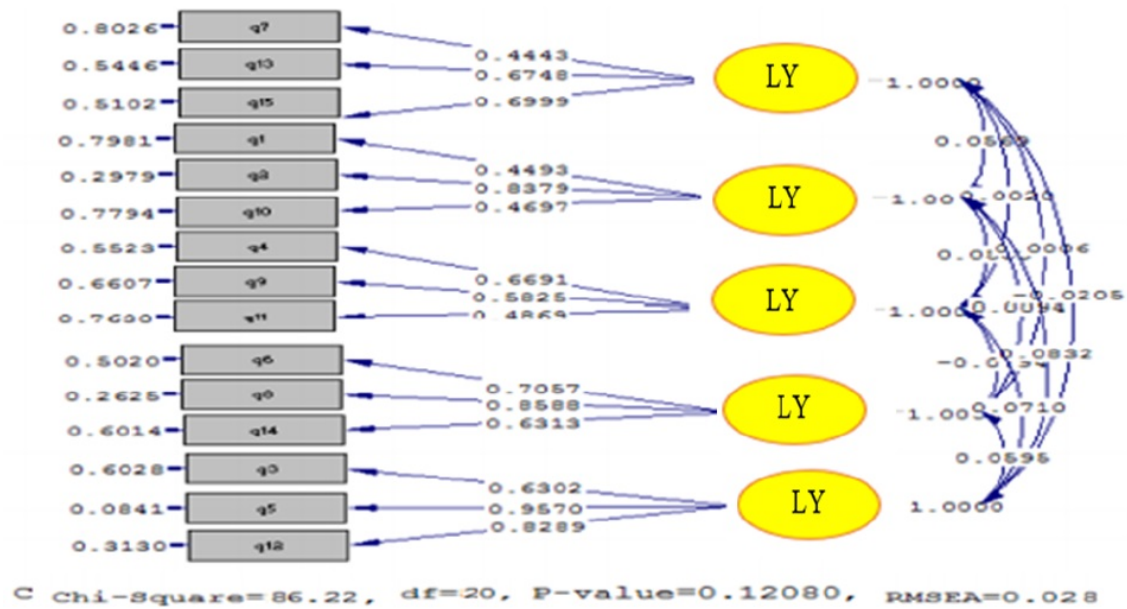 0.8026 q7 0.4443
0.5446 q13 0.6748 LY 1.0000
0.5102 q15 0.6999
0.7981 q1 0.4493 0.0569
0.2979 0.8379 LY
0.7794 q10 0.4697
0.5523 q4 0.6691
0.6607 q9 0.5825 LY -0.0205
q11 0.4869
0.5020 q6 0.7057 0.0832
0.2625 0.8588 LY 0.0710
0.6014 q14 0.6313
0.6028 q3 0.6302 0.0595
0.0841 q5 0.9570 LY 1.0000
0.3130 q12 0.8289
C Chi-Square=86.22, df=20, P-value=0.12080, RMSEA=0.028